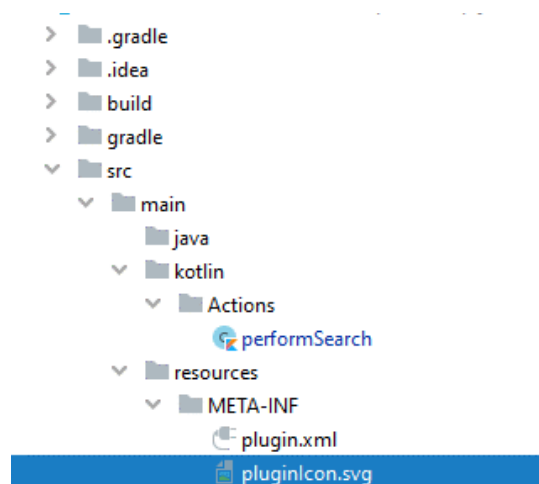 .gradle
.idea
build
gradle
src
main
java
kotlin
Actions
performSearch
resources
META-INF
plugin.xml
pluginIcon.svg